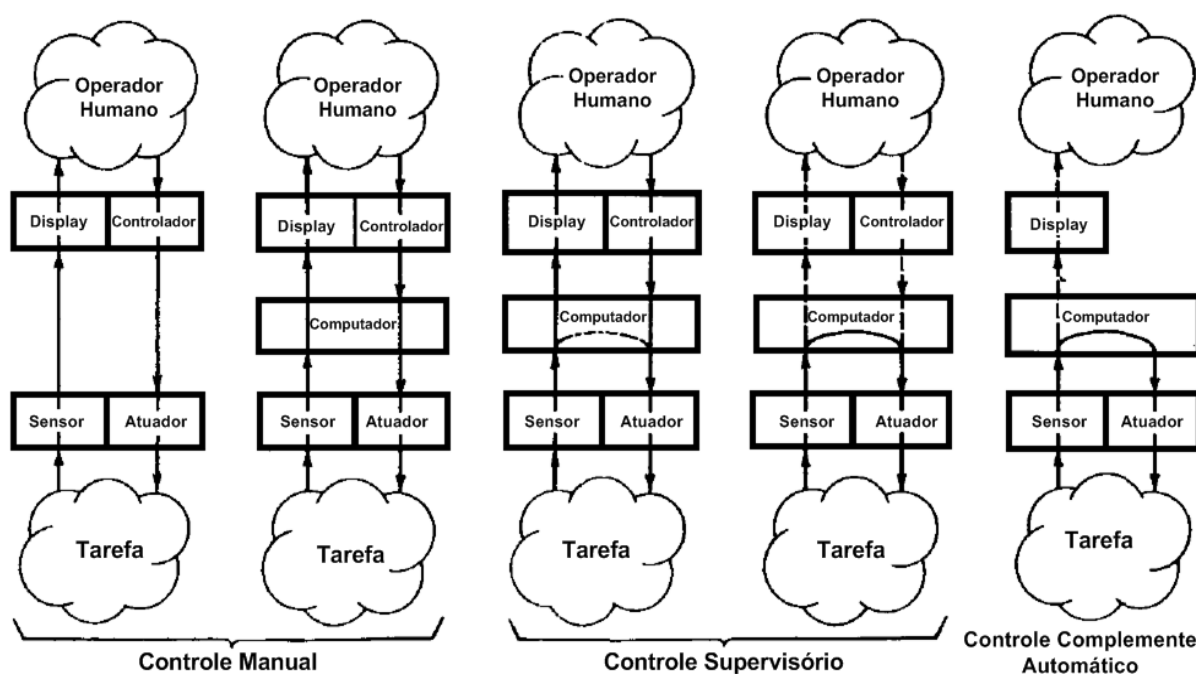 Operador
Humano
Operador
Humano
Operador
Humano
Operador
Humano
Operador
Humano
Display
Controlador
Display
Controlador
Display
Controlador
Display
Controlador
Display
Computador
Computador
Computador
Computador
Sensor
Atuador
Sensor
Atuador
Sensor
Atuador
Sensor
Atuador
Sensor
Atuador
Tarefa
Tarefa
Tarefa
Tarefa
Tarefa
Controle Manual
Controle Supervisório
Controle Complemente
Automático